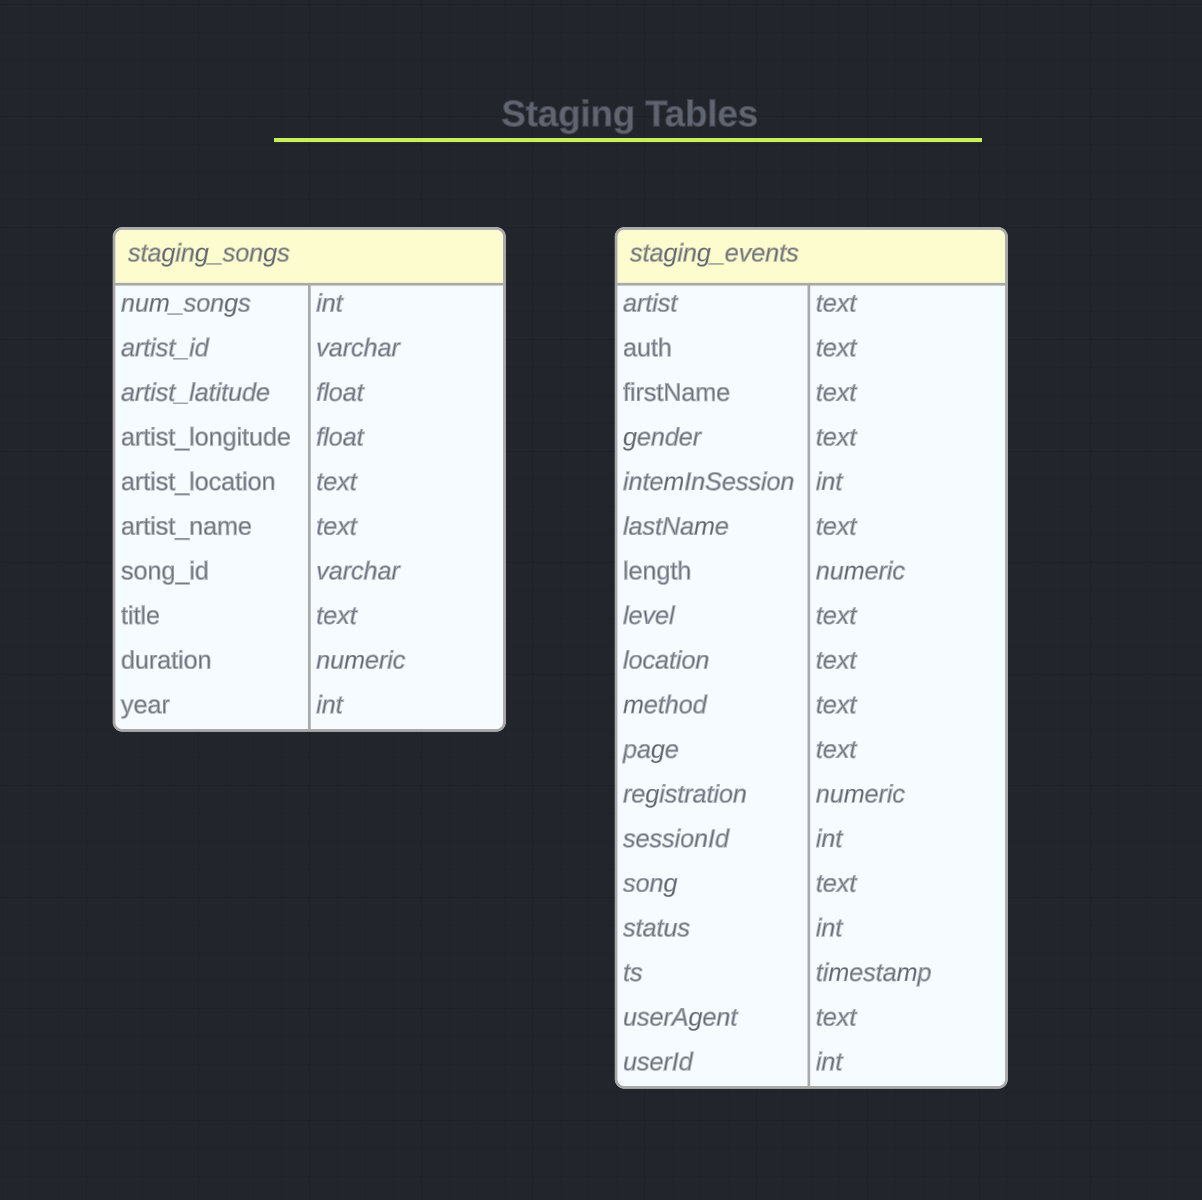 Staging Tables
staging_songs
num_songs int
artist_id varchar
artist_latitude float
artist_longitude float
artist_location text
artist_name text
song_id varchar
title text
duration numeric
year int
staging_events
artist text
auth text
firstName text
gender text
intemInSession int
lastName text
length numeric
level text
location text
method text
page text
registration numeric
sessionId int
song text
status int
ts timestamp
userAgent text
userId int